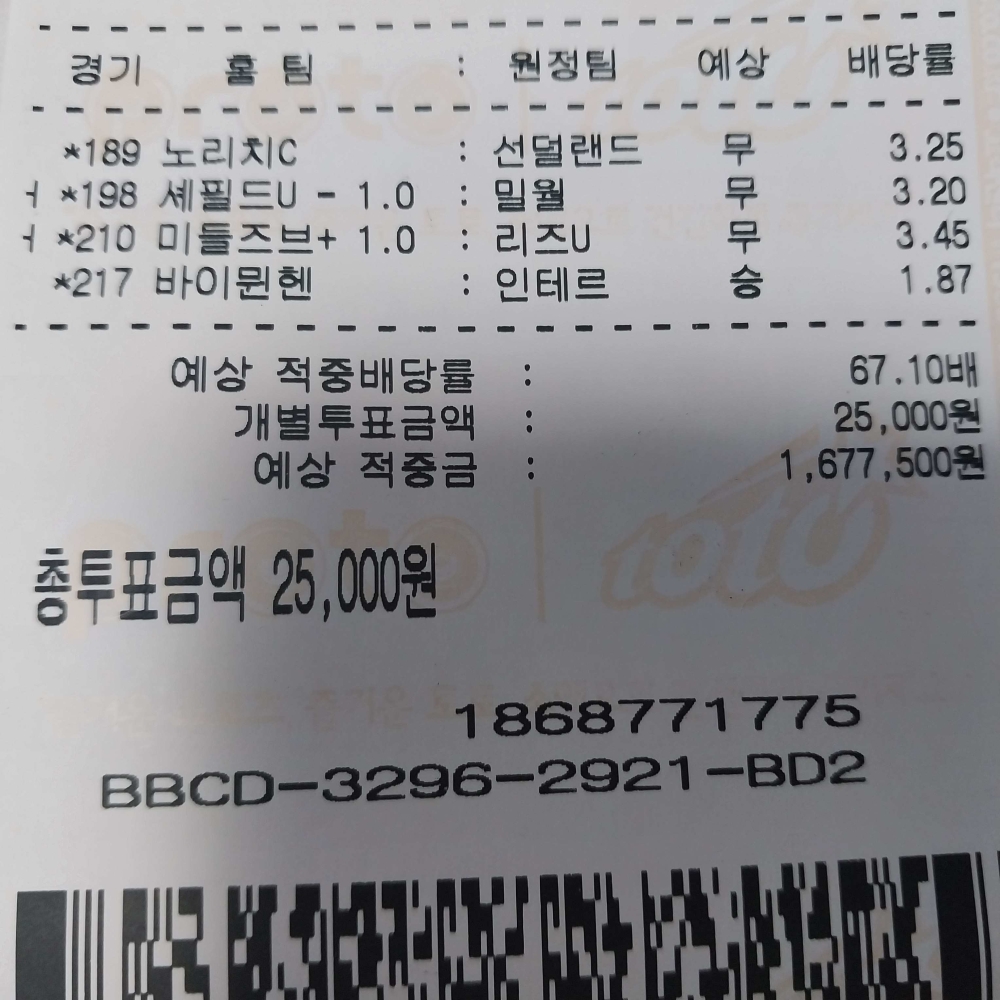 경기 홈 팀 : 원정팀 예상 배당률
*189 노리치C : 선덜랜드 무 3.25
*198 셰필드U - 1.0 : 밀월 무 3.20
*210 미들즈브+ 1.0 : 리즈U 무 3.45
*217 바이뮌헨 : 인테르 승 1.87
예상 적중배당률 : 67.10배
개별투표금액 : 25,000원
예상 적중금 : 1,677,500원
총투표금액 25,000원
1868771775
BBCD-3296-2921-BD2